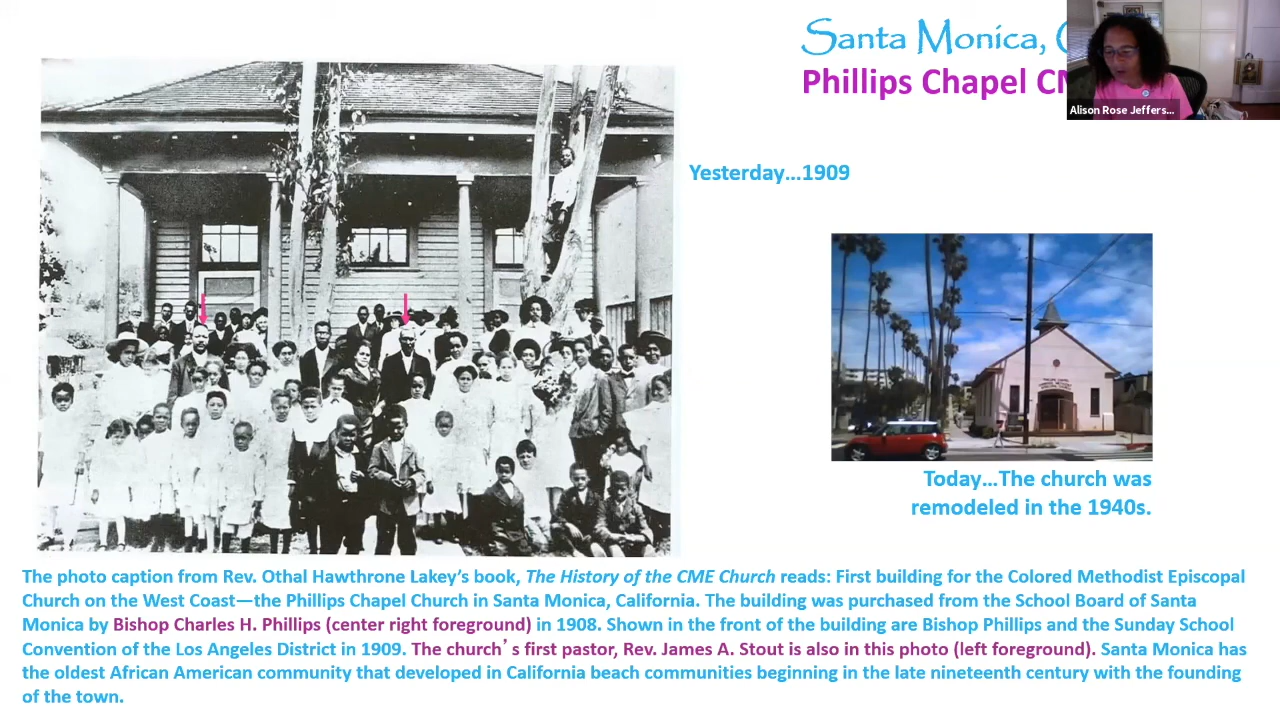 Santa Monica,
Phillips Chapel
Alison Rose Jeffers...
Yesterday...1909
PHILLIPS CHAPEL
Today...The church was
remodeled in the 1940s.
The photo caption from Rev. Othal Hawthrone Lakey's book, The History of the CME Church reads: First building for the Colored Methodist Episcopal
Church on the West Coast—the Phillips Chapel Church in Santa Monica, California. The building was purchased from the School Board of Santa
Monica by Bishop Charles H. Phillips (center right foreground) in 1908. Shown in the front of the building are Bishop Phillips and the Sunday School
Convention of the Los Angeles District in 1909. The church's first pastor, Rev. James A. Stout is also in this photo (left foreground). Santa Monica has
the oldest African American community that developed in California beach communities beginning in the late nineteenth century with the founding
of the town.